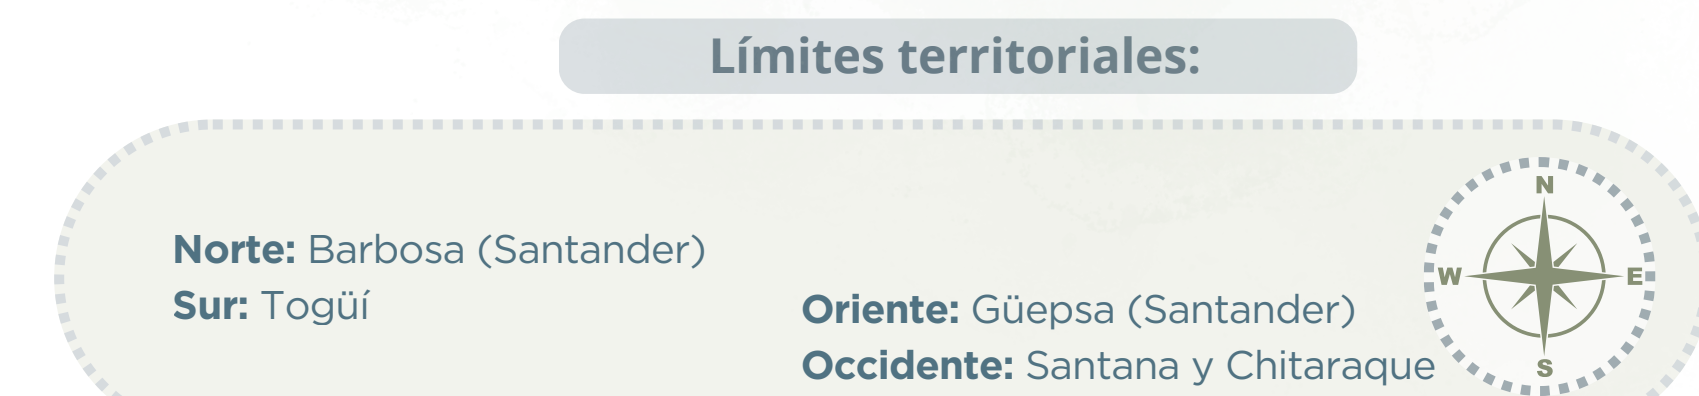 Límites territoriales:
Norte: Barbosa (Santander)
Sur: Togüí
Oriente: Güepsa (Santander)
Occidente: Santana y Chitaraque
N
W
E
S